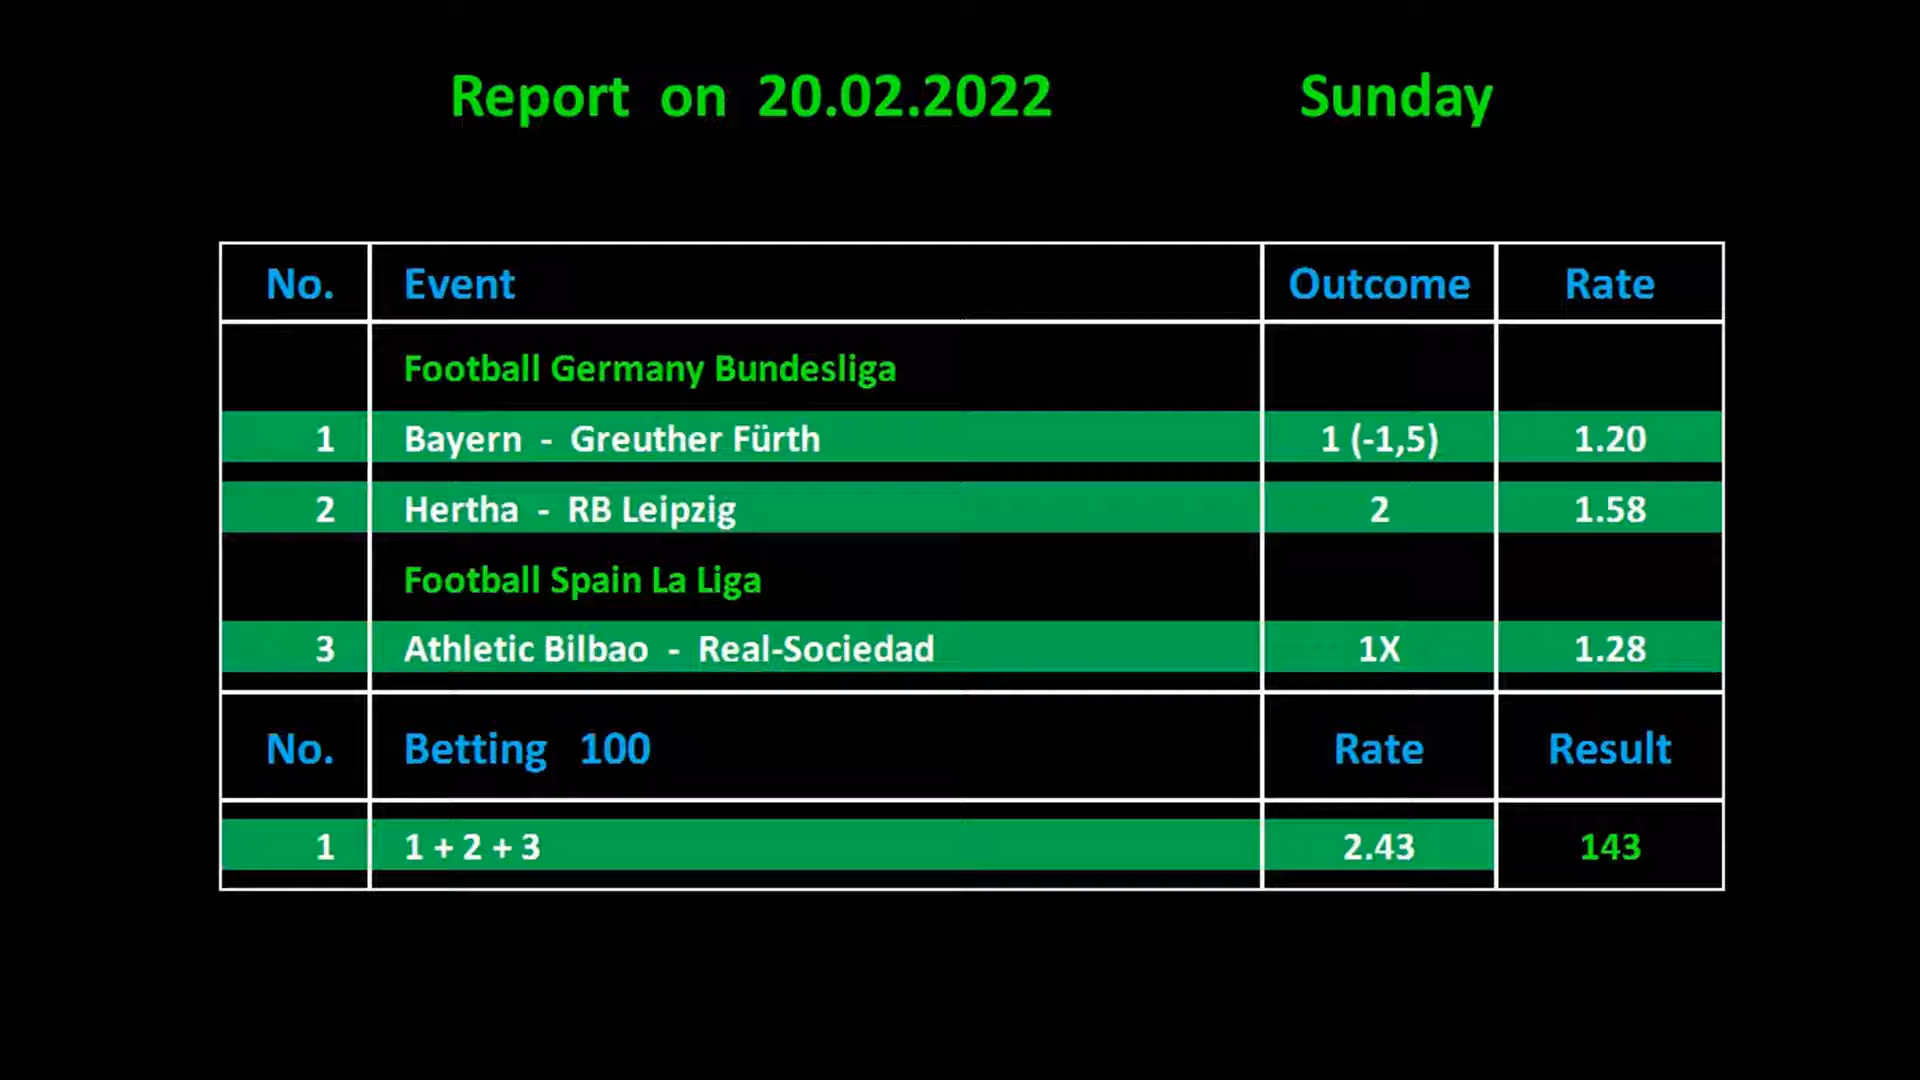 Report on 20.02.2022 Sunday
No. Event Outcome Rate
Football Germany Bundesliga
1 Bayern - Greuther Fürth 1 (-1,5) 1.20
2 Hertha - RB Leipzig 2 1.58
Football Spain La Liga
3 Athletic Bilbao - Real-Sociedad 1X 1.28
No. Betting 100 Rate Result
1 1 + 2 + 3 2.43 143